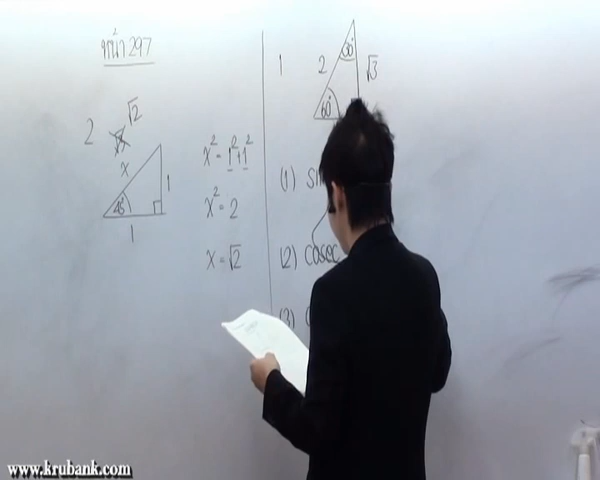 หน้า 297
2
√2
x
1
45°
1
x² = 1² + 1²
x² = 2
x = √2
1
2
30°
√3
60°
(1) sin
(2) cosec
(3)
www.krubank.com